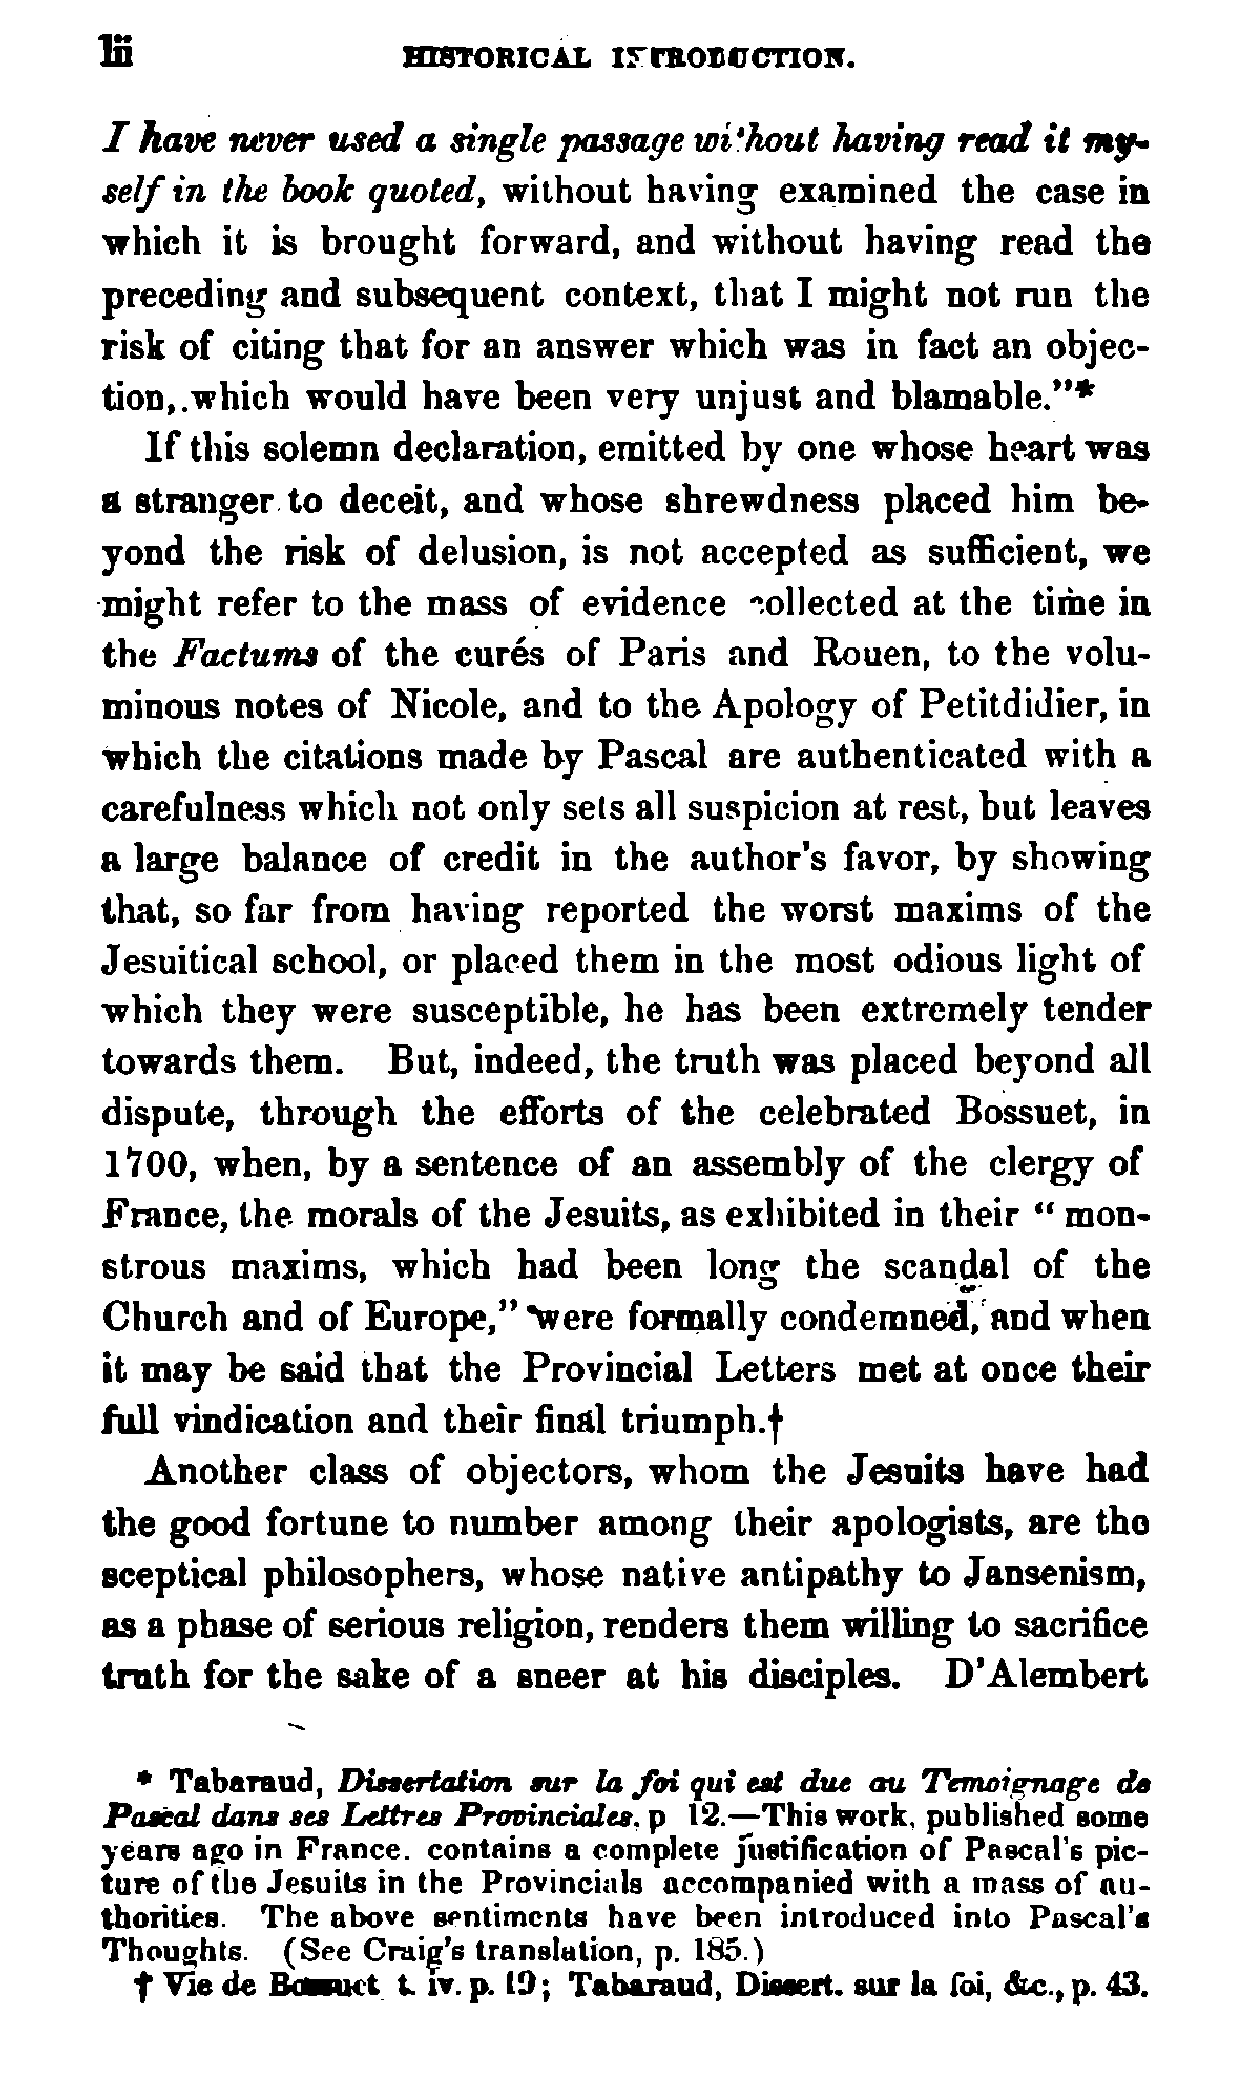 lii HISTORICAL INTRODUCTION.
I have never used a single passage without having read it my-
self in the book quoted, without having examined the case in
which it is brought forward, and without having read the
preceding and subsequent context, that I might not run the
risk of citing that for an answer which was in fact an objec-
tion, which would have been very unjust and blamable."*
If this solemn declaration, emitted by one whose heart was
a stranger to deceit, and whose shrewdness placed him be-
yond the risk of delusion, is not accepted as sufficient, we
might refer to the mass of evidence collected at the time in
the Factums of the curés of Paris and Rouen, to the volu-
minous notes of Nicole, and to the Apology of Petitdidier, in
which the citations made by Pascal are authenticated with a
carefulness which not only sets all suspicion at rest, but leaves
a large balance of credit in the author's favor, by showing
that, so far from having reported the worst maxims of the
Jesuitical school, or placed them in the most odious light of
which they were susceptible, he has been extremely tender
towards them. But, indeed, the truth was placed beyond all
dispute, through the efforts of the celebrated Bossuet, in
1700, when, by a sentence of an assembly of the clergy of
France, the morals of the Jesuits, as exhibited in their " mon-
strous maxims, which had been long the scandal of the
Church and of Europe," were formally condemned, and when
it may be said that the Provincial Letters met at once their
full vindication and their final triumph.†
Another class of objectors, whom the Jesuits have had
the good fortune to number among their apologists, are the
sceptical philosophers, whose native antipathy to Jansenism,
as a phase of serious religion, renders them willing to sacrifice
truth for the sake of a sneer at his disciples. D'Alembert
* Tabaraud, Dissertation sur la foi qui est due au Temoignage de
Pascal dans ses Lettres Provinciales, p 12.—This work, published some
years ago in France. contains a complete justification of Pascal's pic-
ture of the Jesuits in the Provincials accompanied with a mass of au-
thorities. The above sentiments have been introduced into Pascal's
Thoughts. (See Craig's translation, p. 185.)
† Vie de Bossuet t. iv. p. 19; Tabaraud, Dissert. sur la foi, &c., p. 43.